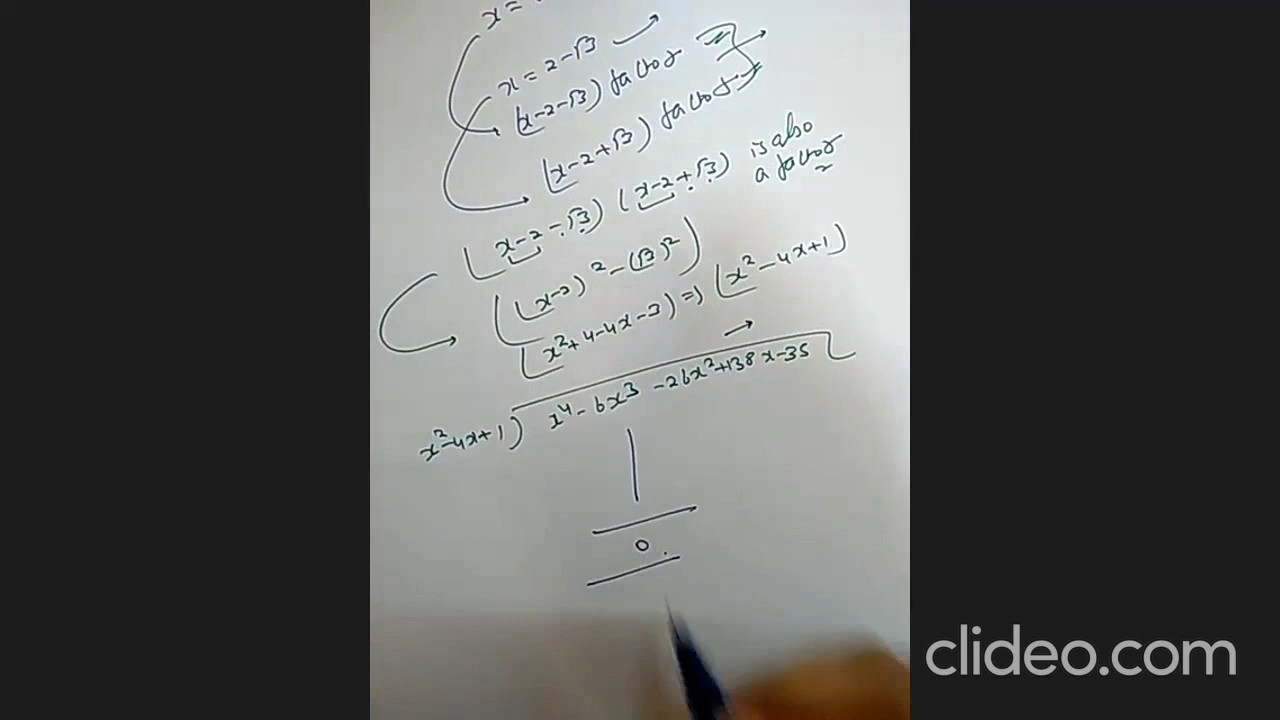 x =
x = 2-√3
(x-2-√3) factor
(x-2+√3) factor
(x-2-√3) (x-2+√3) is also
a factor
((x-2)² - (√3)²)
(x²+4-4x-3) ⇒ (x²-4x+1)
x²-4x+1) x⁴-6x³-26x²+138x-35
0.
clideo.com